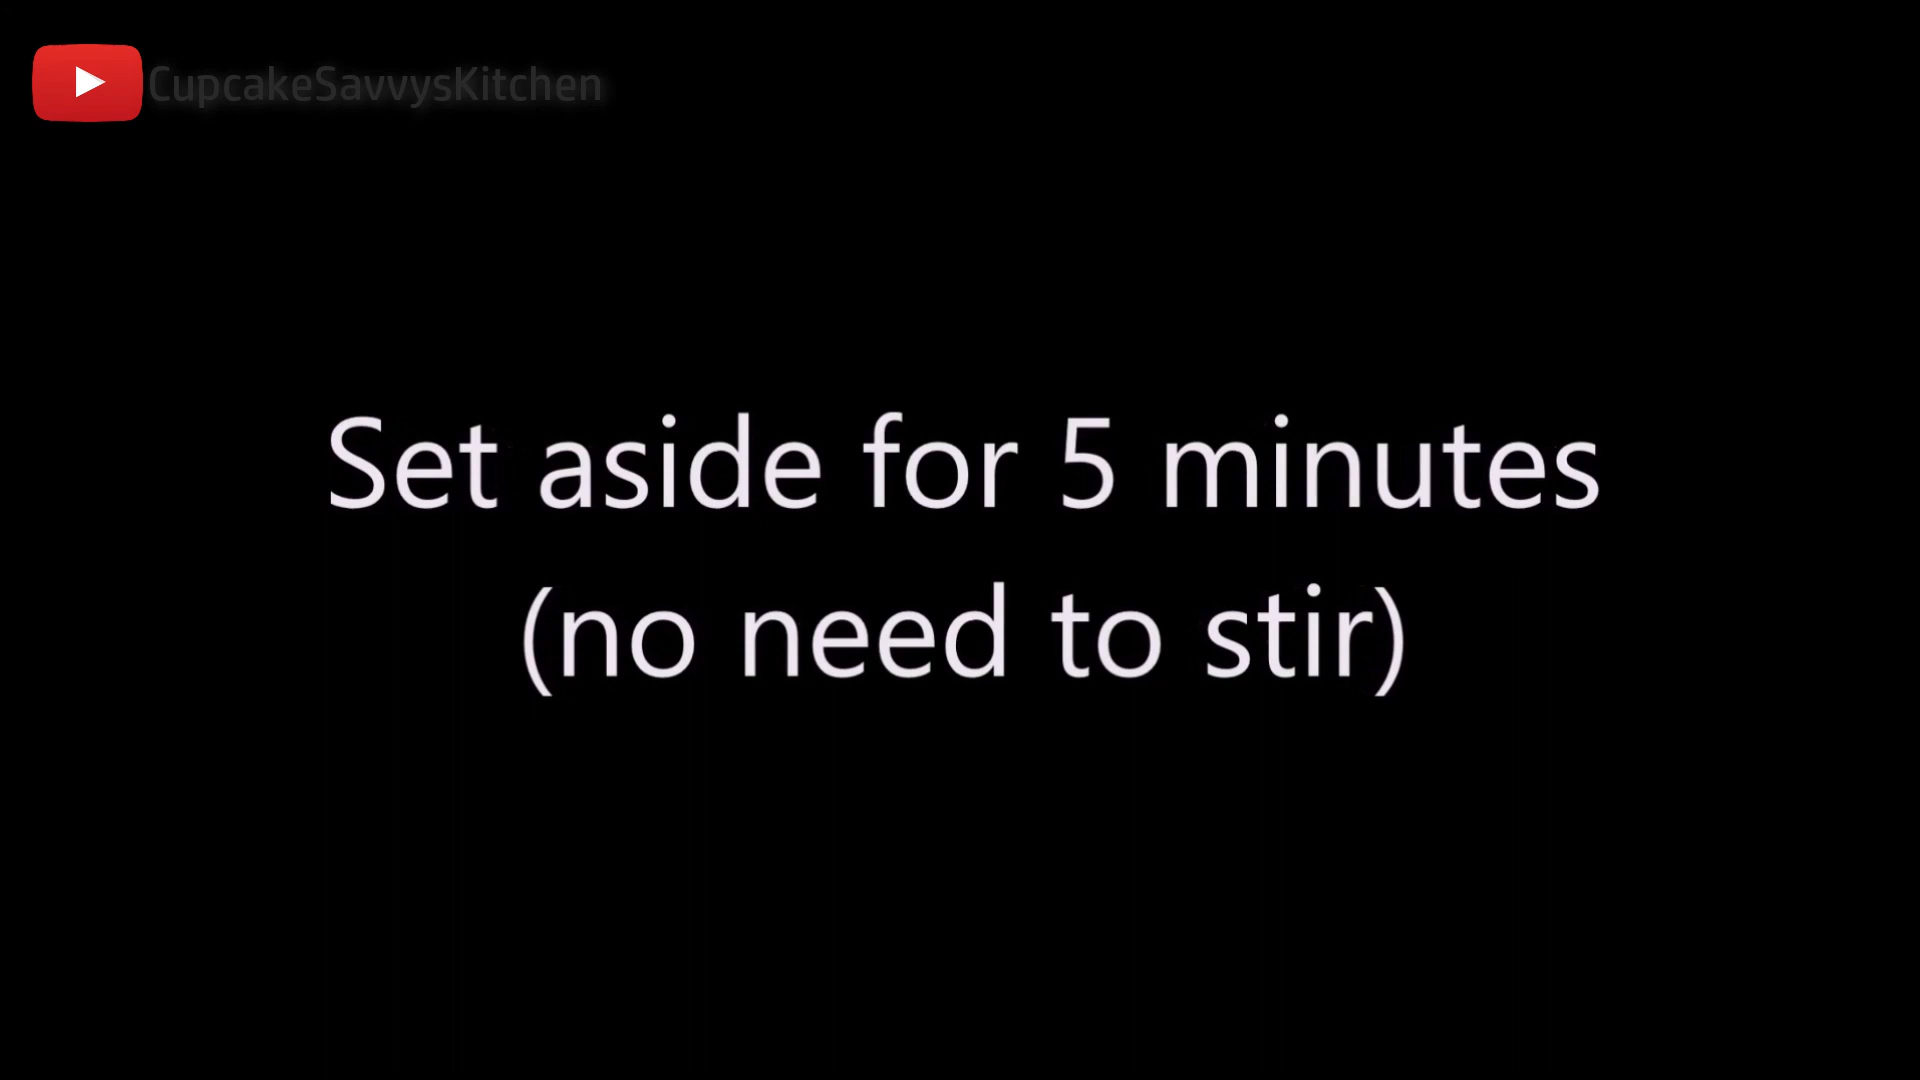 CupcakeSavvysKitchen
Set aside for 5 minutes
(no need to stir)